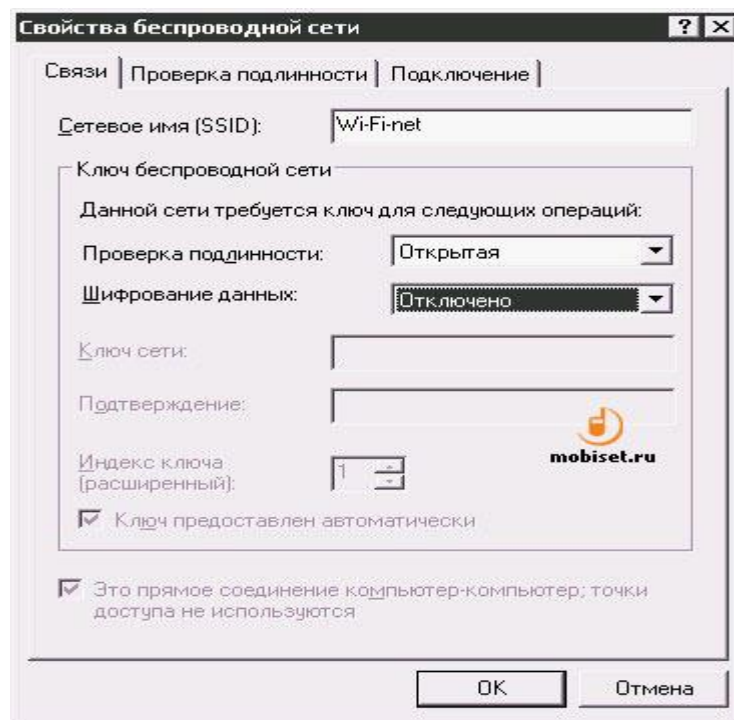 Свойства беспроводной сети
Связи Проверка подлинности Подключение
Сетевое имя (SSID): Wi-Fi-net
Ключ беспроводной сети
Данной сети требуется ключ для следующих операций:
Проверка подлинности: Открытая
Шифрование данных: Отключено
Ключ сети:
Подтверждение:
mobiset.ru
Индекс ключа 1
(расширенный):
Ключ предоставлен автоматически
Это прямое соединение компьютер-компьютер; точки
доступа не используются
OK Отмена